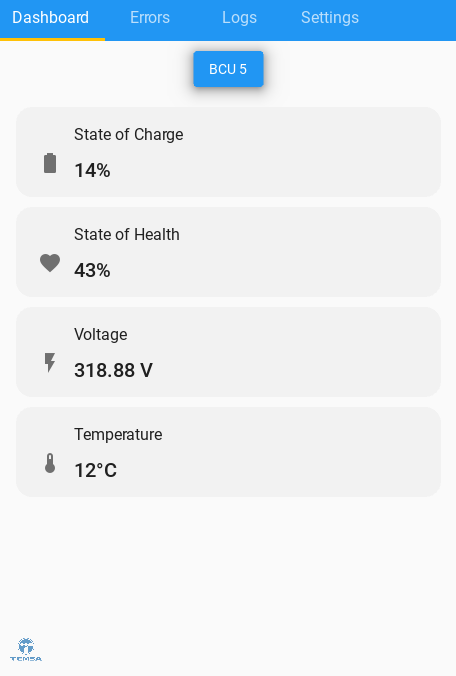 Dashboard Errors Logs Settings
BCU 5
State of Charge
14%
State of Health
43%
Voltage
318.88 V
Temperature
12°C
TEMSA